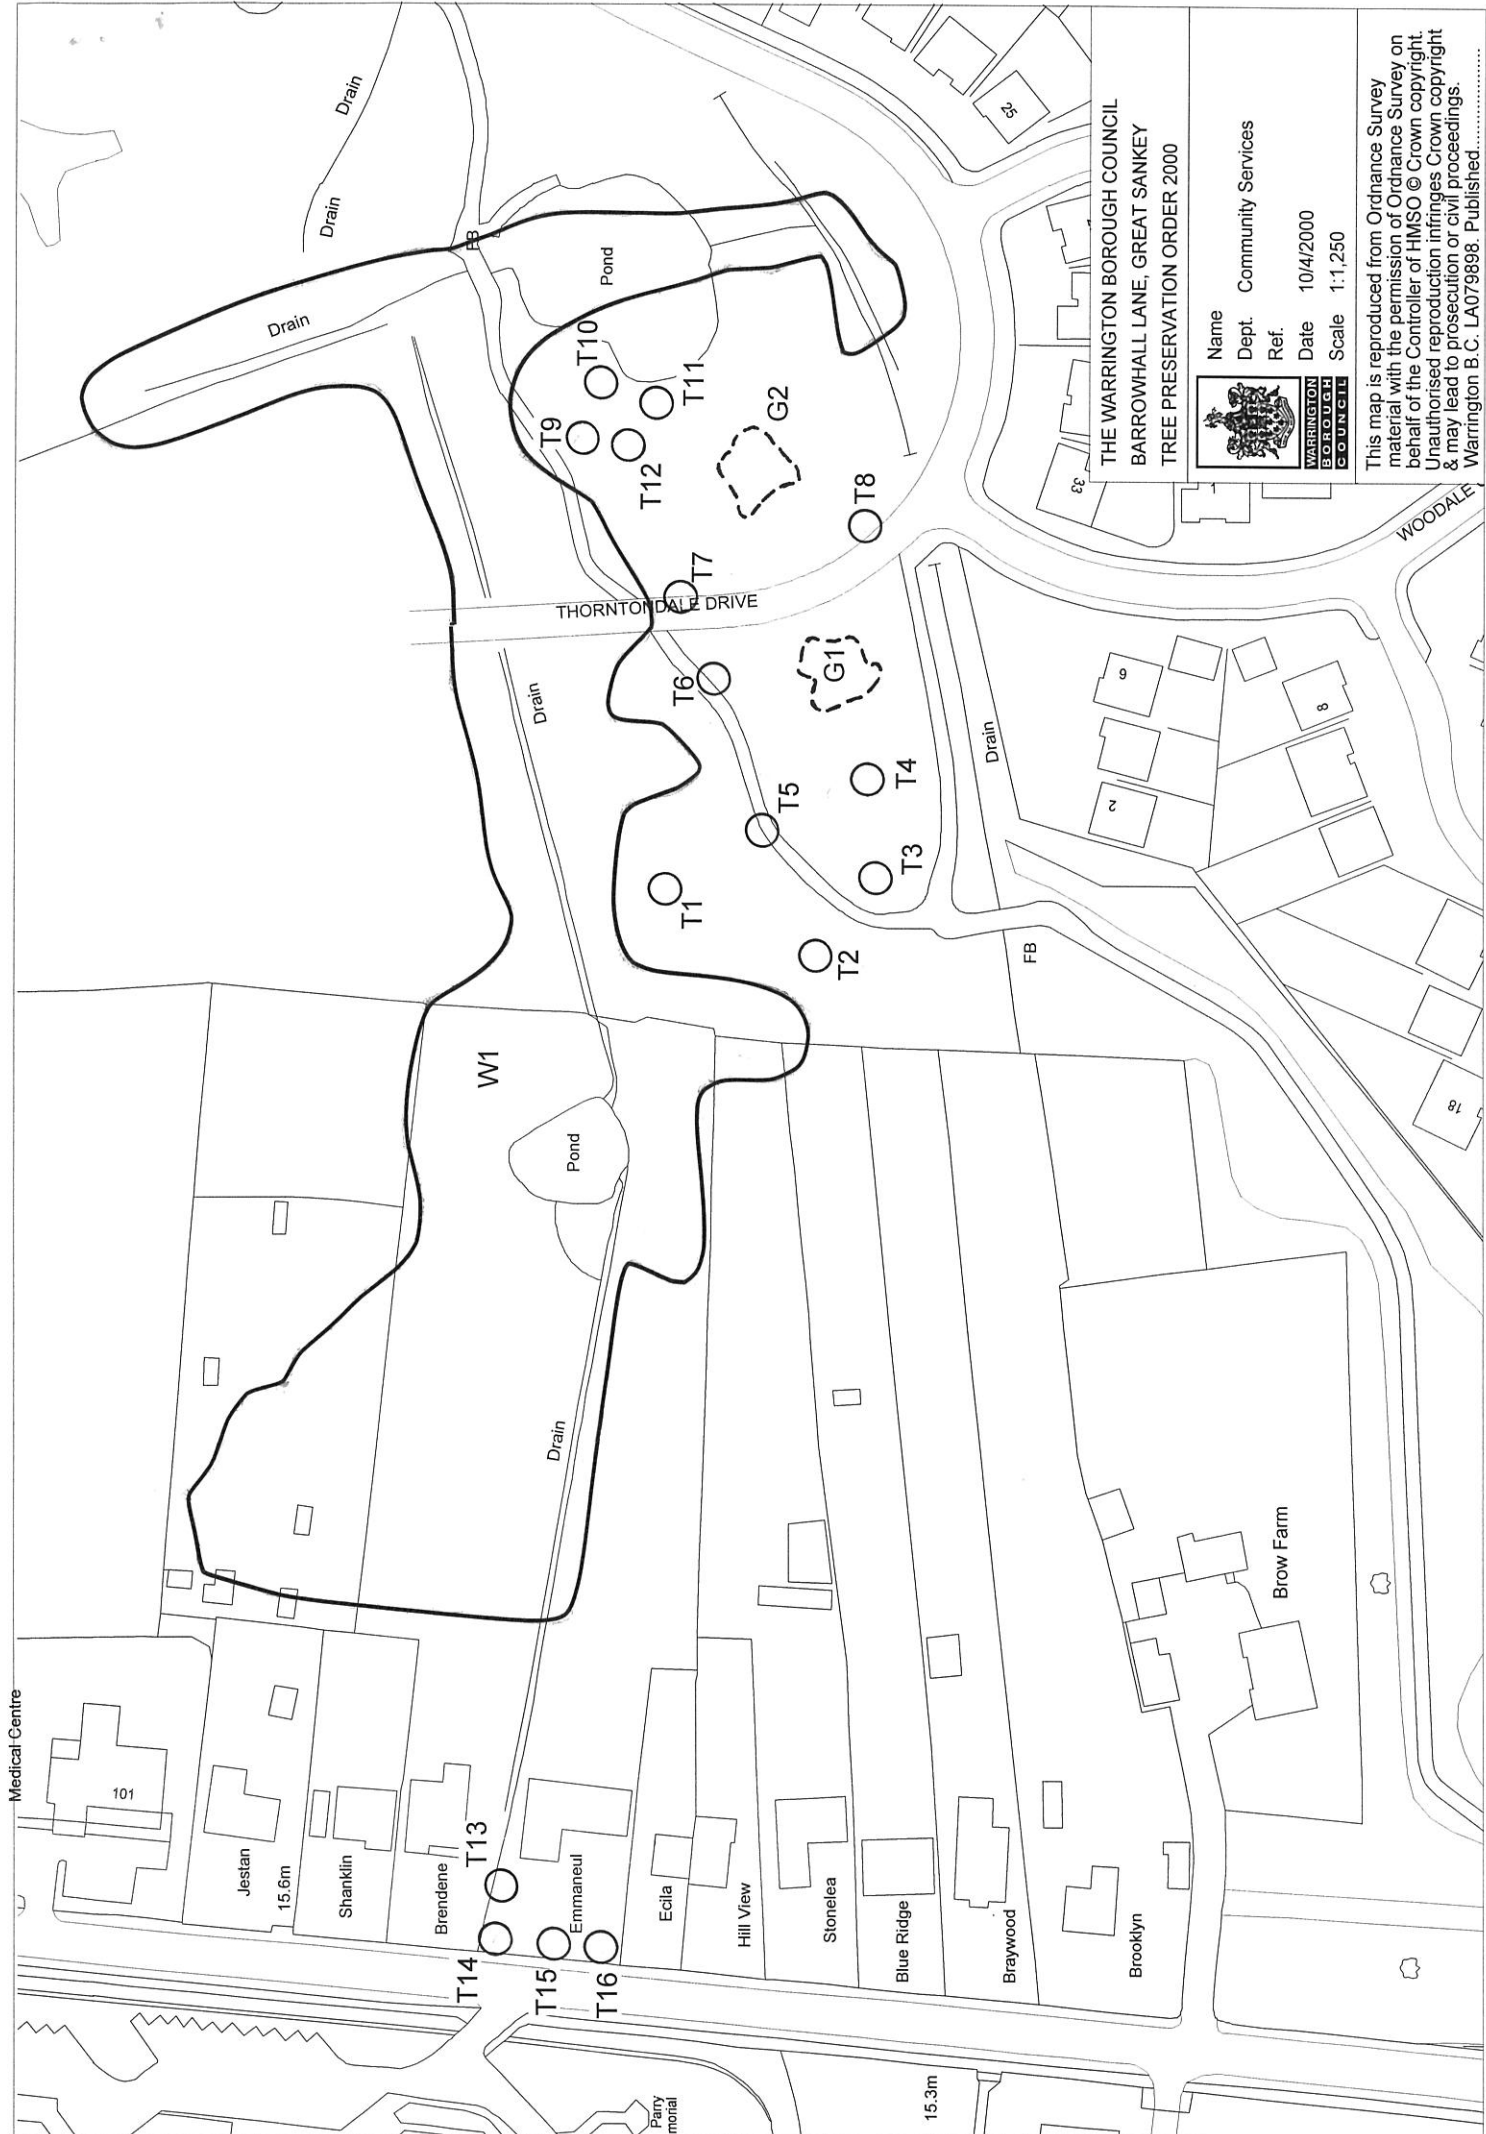 THE WARRINGTON BOROUGH COUNCIL
BARROWHALL LANE, GREAT SANKEY
TREE PRESERVATION ORDER 2000
WARRINGTON
BOROUGH
COUNCIL
Name
Dept. Community Services
Ref.
Date 10/4/2000
Scale 1:1,250
This map is reproduced from Ordnance Survey
material with the permission of Ordnance Survey on
behalf of the Controller of HMSO © Crown copyright.
Unauthorised reproduction infringes Crown copyright
& may lead to prosecution or civil proceedings.
Warrington B.C. LA079898. Published
Medical Centre
101
Jestan
15.6m
Shanklin
Brendene
T13
T14
T15
T16
Emmaneul
Ecila
Hill View
Stonelea
Blue Ridge
Braywood
Brooklyn
Brow Farm
Parry
morial
15.3m
Drain
W1
Pond
Drain
THORNTONDALE DRIVE
T1
T2
T3
T4
T5
T6
T7
T8
T9
T10
T11
T12
G1
G2
Drain
Drain
Drain
Drain
FB
Pond
FB
WOODALE
25
33
1
6
2
8
18